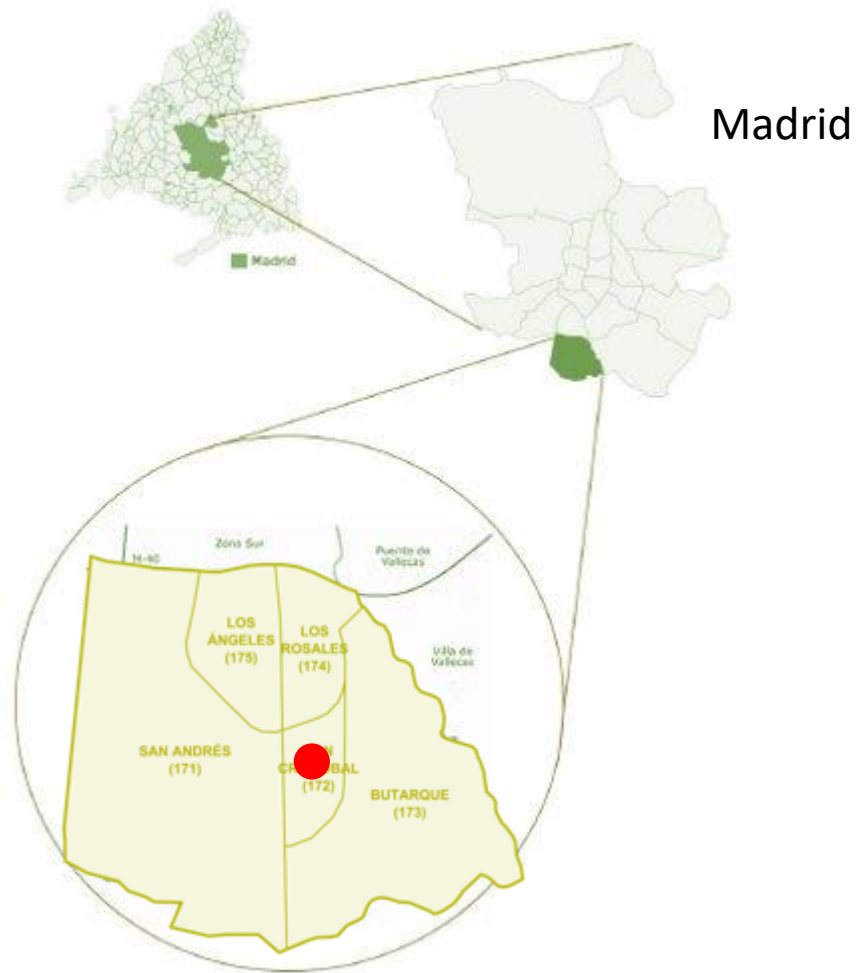 Madrid
Madrid
Zona Sur
M-40
Puente de
Vallecas
LOS
ÁNGELES
(175)
LOS
ROSALES
(174)
Villa de
Vallecas
SAN ANDRÉS
(171)
(172)
BUTARQUE
(173)